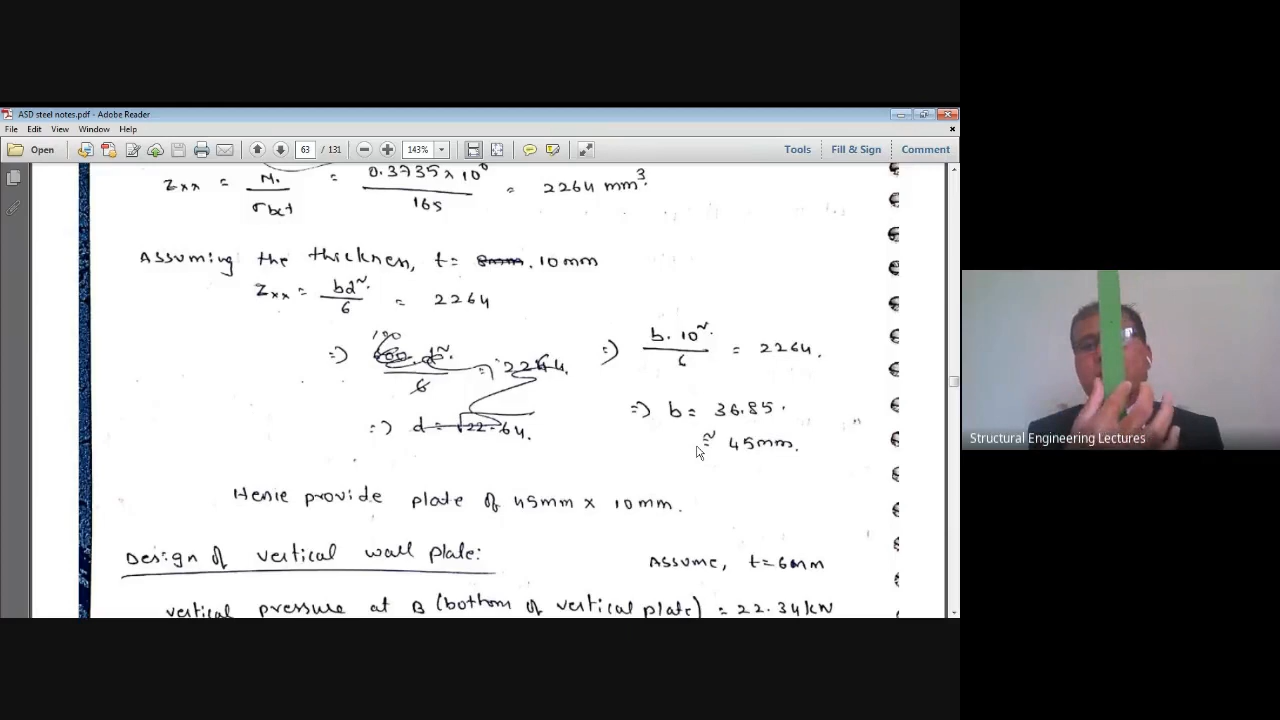 ASD steel notes.pdf - Adobe Reader
File Edit View Window Help
Open 63 / 131 143% Tools Fill & Sign Comment
Zxx = M / σbct = 0.3735 x 10⁶ / 165 = 2264 mm³
Assuming the thickness, t = 10mm
Zxx = bd² / 6 = 2264
=> b. 10² / 6 = 2264.
=> b = 36.85
≈ 45mm.
Henie provide plate of 45mm x 10mm.
Design of vertical wall plate: Assume, t=6mm
vertical pressure at B (bottom of vertical plate) = 22.34kN
Structural Engineering Lectures